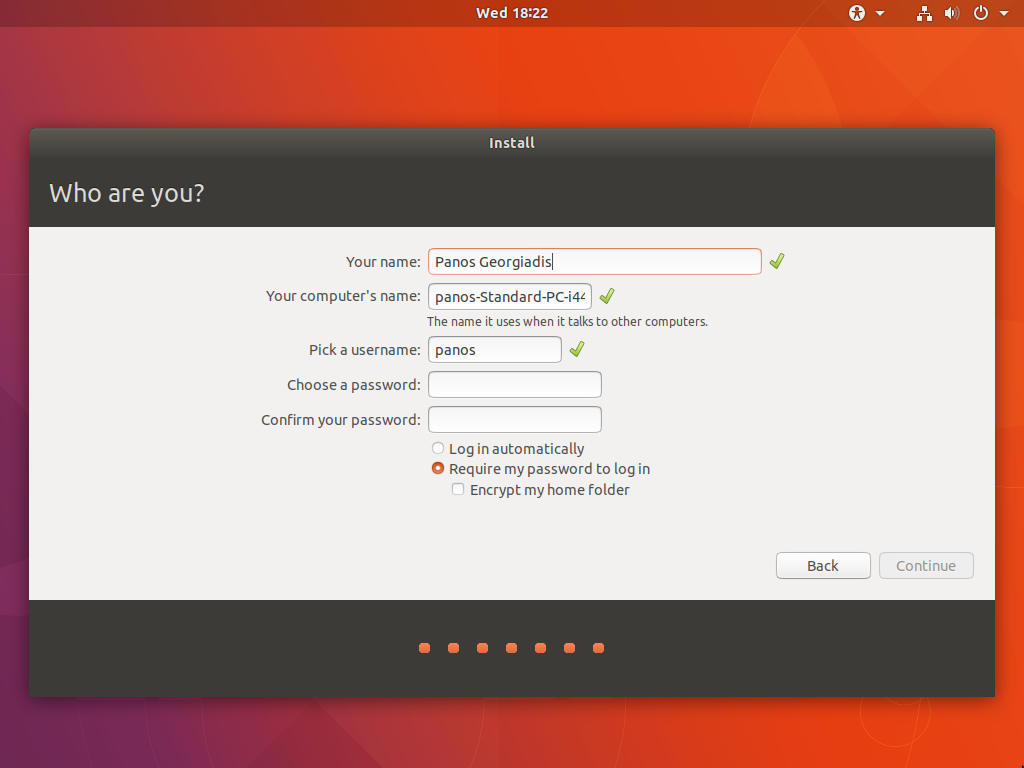 Wed 18:22
Install
Who are you?
Your name: Panos Georgiadis
Your computer's name: panos-Standard-PC-i44
The name it uses when it talks to other computers.
Pick a username: panos
Choose a password:
Confirm your password:
Log in automatically
Require my password to log in
Encrypt my home folder
Back Continue